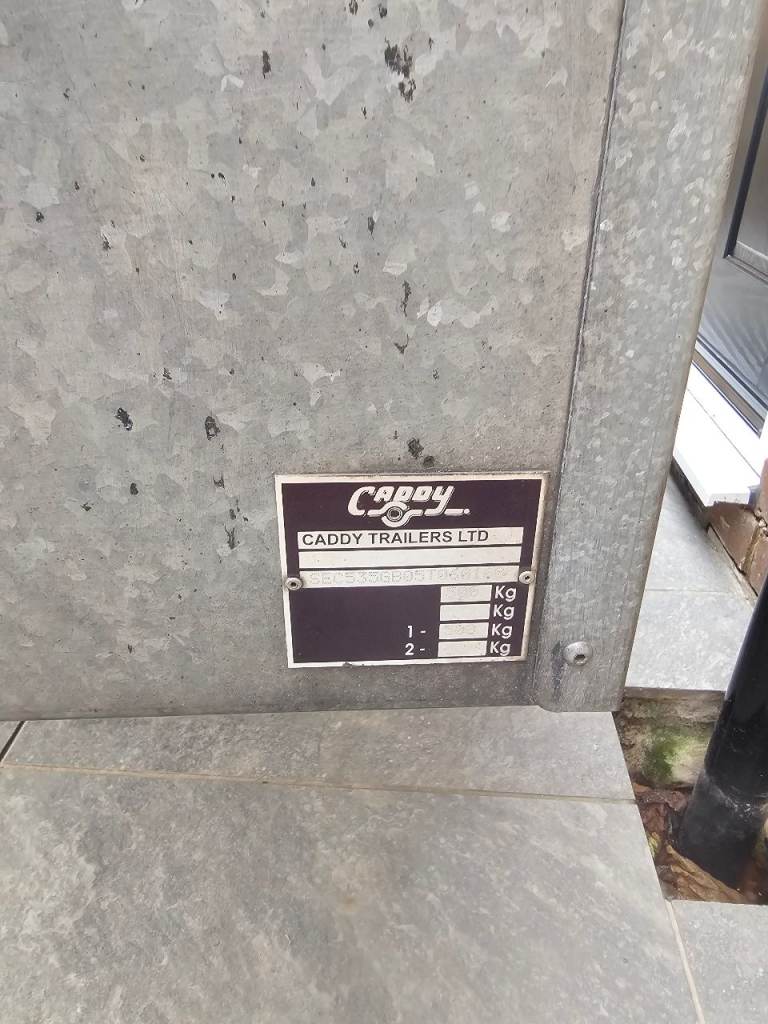 CADDY
CADDY TRAILERS LTD
Kg
Kg
1 - Kg
2 - Kg